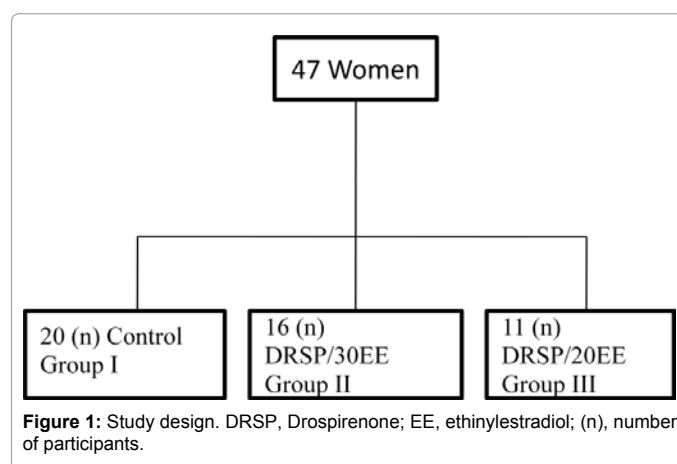 47 Women
20 (n) Control
Group I
16 (n)
DRSP/30EE
Group II
11 (n)
DRSP/20EE
Group III
Figure 1: Study design. DRSP, Drospirenone; EE, ethinylestradiol; (n), number
of participants.